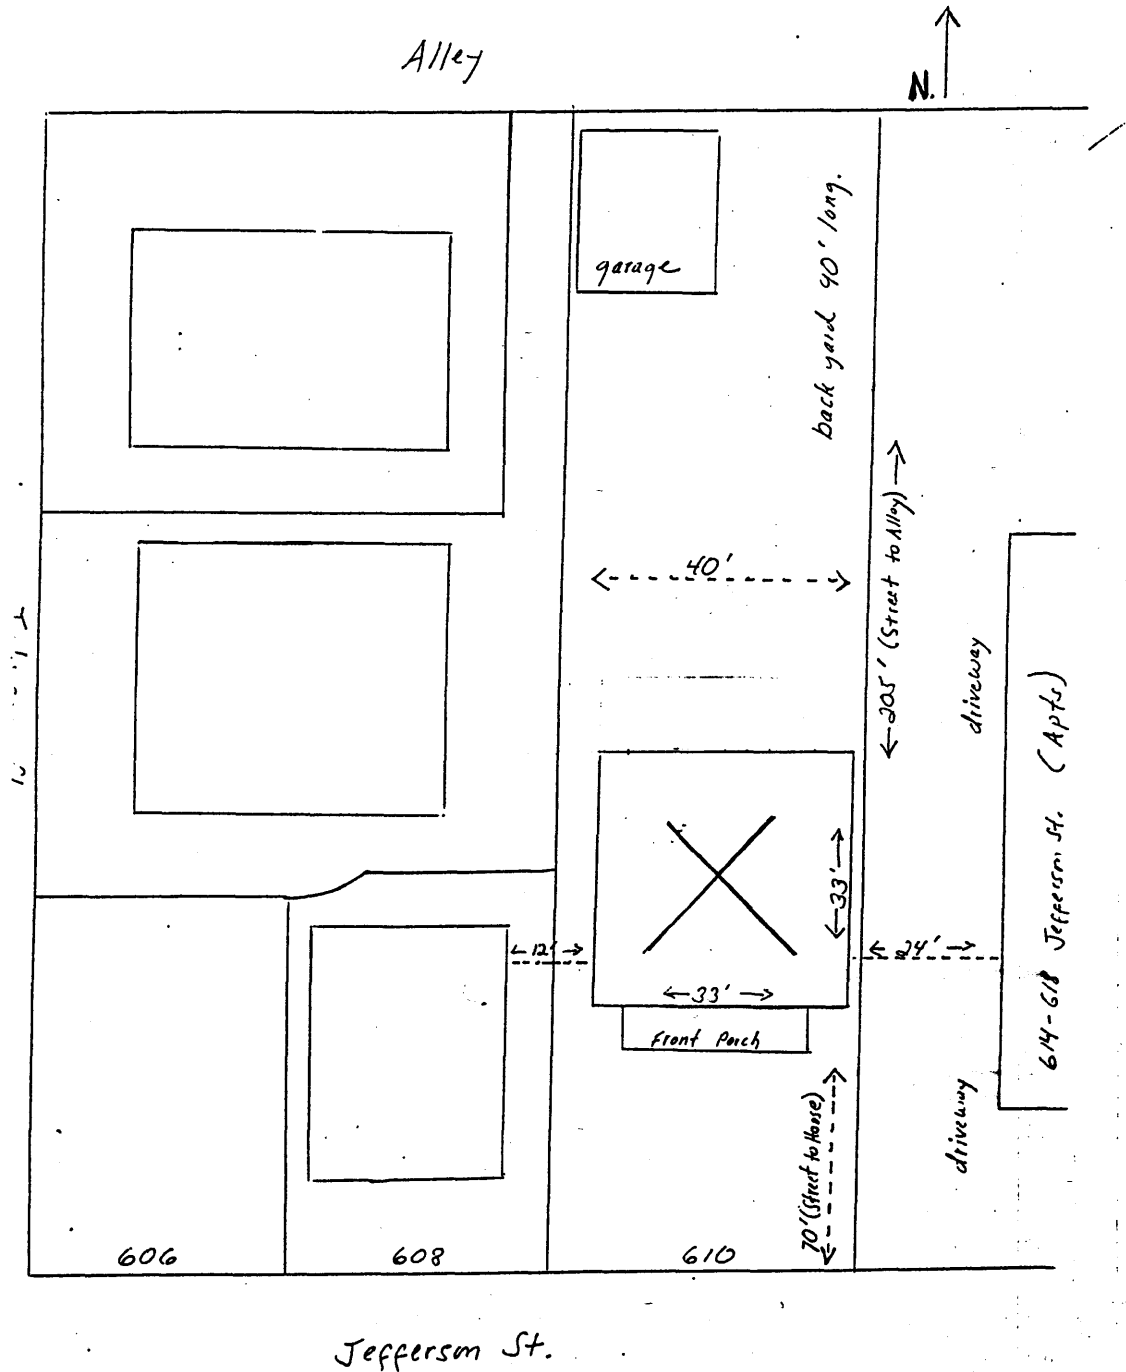 Alley
N.
garage
back yard 40' long.
40'
←205' (Street to Alley)→
driveway
614-618 Jefferson St. (Apts)
←33'→
←12'→
←24'→
←33'→
Front Porch
70' (Street to House)
driveway
606
608
610
Jefferson St.